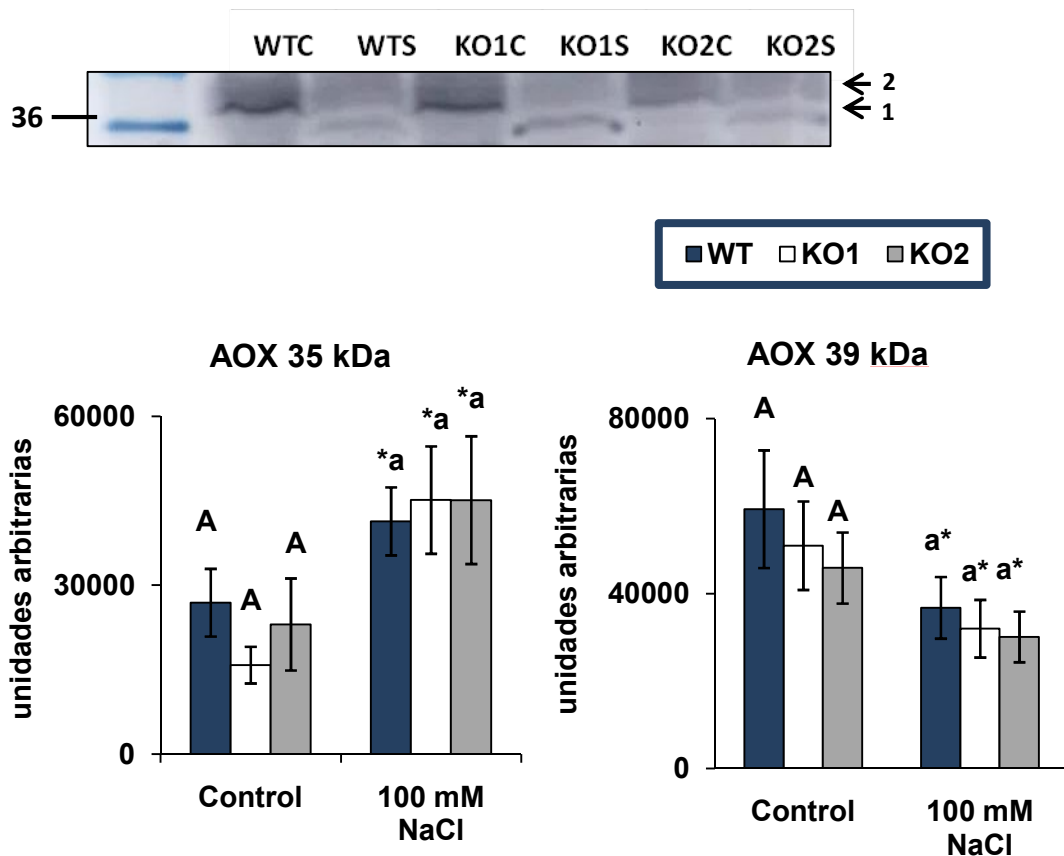 WTC WTS KO1C KO1S KO2C KO2S
2
36
1
WT KO1 KO2
AOX 35 kDa
unidades arbitrarias
60000
30000
0
A
A
A
*a
*a
*a
Control
100 mM
NaCl
AOX 39 kDa
unidades arbitrarias
80000
40000
0
A
A
A
a*
a*
a*
Control
100 mM
NaCl